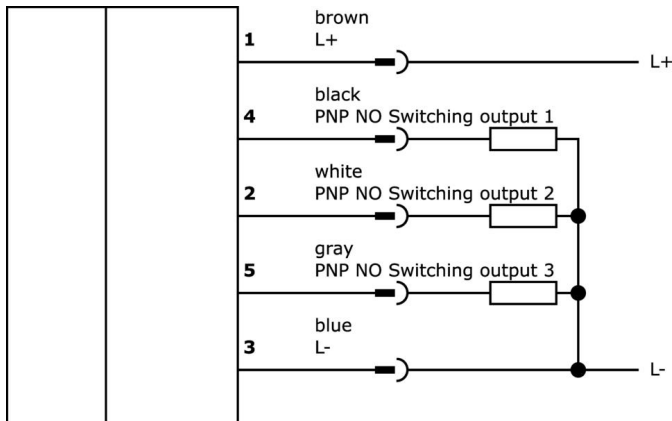 brown
1 L+
L+
black
4 PNP NO Switching output 1
white
2 PNP NO Switching output 2
gray
5 PNP NO Switching output 3
blue
3 L-
L-